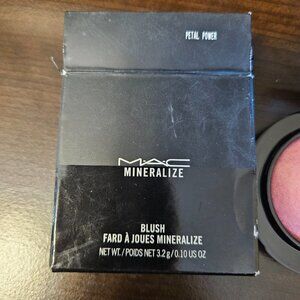 PETAL POWER
MAC
MINERALIZE
BLUSH
FARD À JOUES MINERALIZE
NET WT./POIDS NET 3.2g/0.10 US OZ